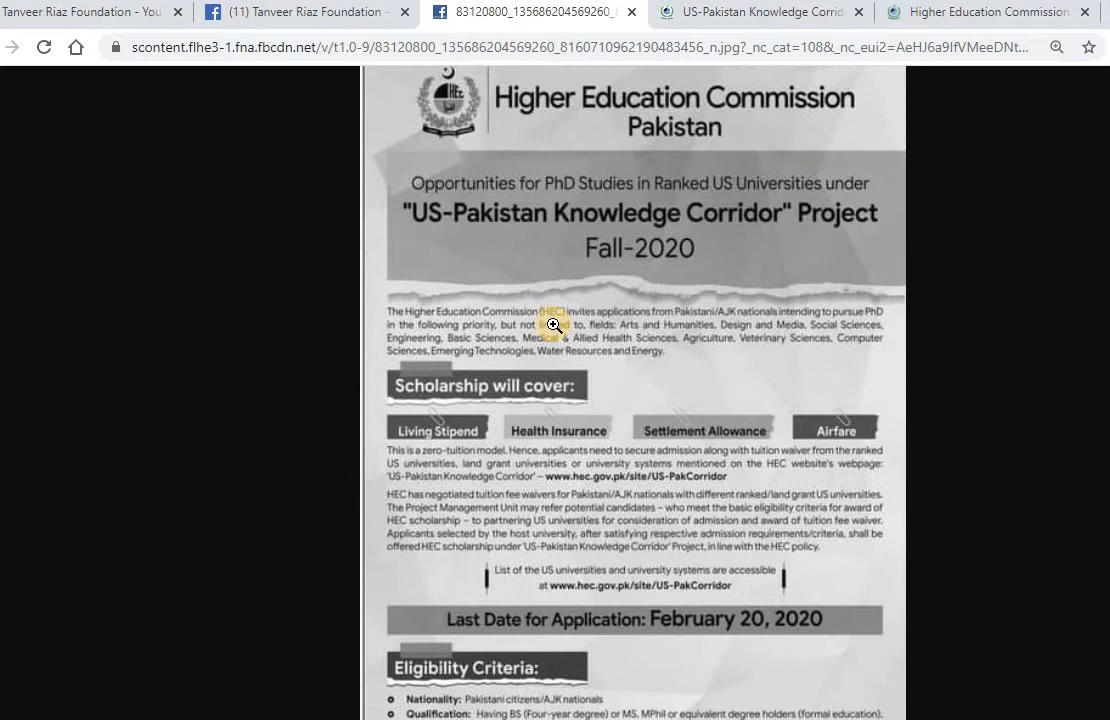 Tanveer Riaz Foundation - You
(11) Tanveer Riaz Foundation -
83120800_135686204569260_
US-Pakistan Knowledge Corrid
Higher Education Commission
scontent.flhe3-1.fna.fbcdn.net/v/t1.0-9/83120800_135686204569260_8160710962190483456_n.jpg?_nc_cat=108&_nc_eui2=AeHJ6a9IfVMeeDNt...
HEC
Higher Education Commission
Pakistan
Opportunities for PhD Studies in Ranked US Universities under
"US-Pakistan Knowledge Corridor" Project
Fall-2020
The Higher Education Commission (HEC) invites applications from Pakistani/AJK nationals intending to pursue PhD
in the following priority, but not to, fields: Arts and Humanities, Design and Media, Social Sciences,
Engineering, Basic Sciences, Medical & Allied Health Sciences, Agriculture, Veterinary Sciences, Computer
Sciences, Emerging Technologies, Water Resources and Energy.
Scholarship will cover:
Living Stipend
Health Insurance
Settlement Allowance
Airfare
This is a zero-tuition model. Hence, applicants need to secure admission along with tuition waiver from the ranked
US universities, land grant universities or university systems mentioned on the HEC website's webpage:
'US-Pakistan Knowledge Corridor' – www.hec.gov.pk/site/US-PakCorridor
HEC has negotiated tuition fee waivers for Pakistani/AJK nationals with different ranked/land grant US universities.
The Project Management Unit may refer potential candidates – who meet the basic eligibility criteria for award of
HEC scholarship – to partnering US universities for consideration of admission and award of tuition fee waiver.
Applicants selected by the host university, after satisfying respective admission requirements/criteria, shall be
offered HEC scholarship under 'US-Pakistan Knowledge Corridor' Project, in line with the HEC policy.
List of the US universities and university systems are accessible
at www.hec.gov.pk/site/US-PakCorridor
Last Date for Application: February 20, 2020
Eligibility Criteria:
Nationality: Pakistani citizens/AJK nationals
Qualification: Having BS (Four-year degree) or MS, MPhil or equivalent degree holders (formal education),